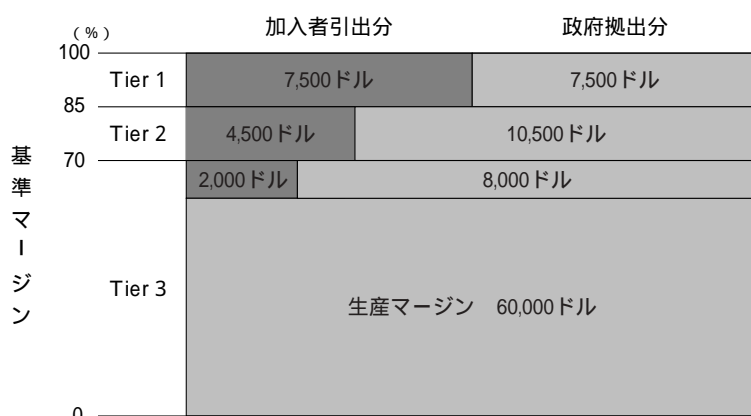 (%)
加入者引出分 政府拠出分
100
Tier 1 7,500ドル 7,500ドル
85
Tier 2 4,500ドル 10,500ドル
70
2,000ドル 8,000ドル
Tier 3 生産マージン 60,000ドル
0
基準マージン